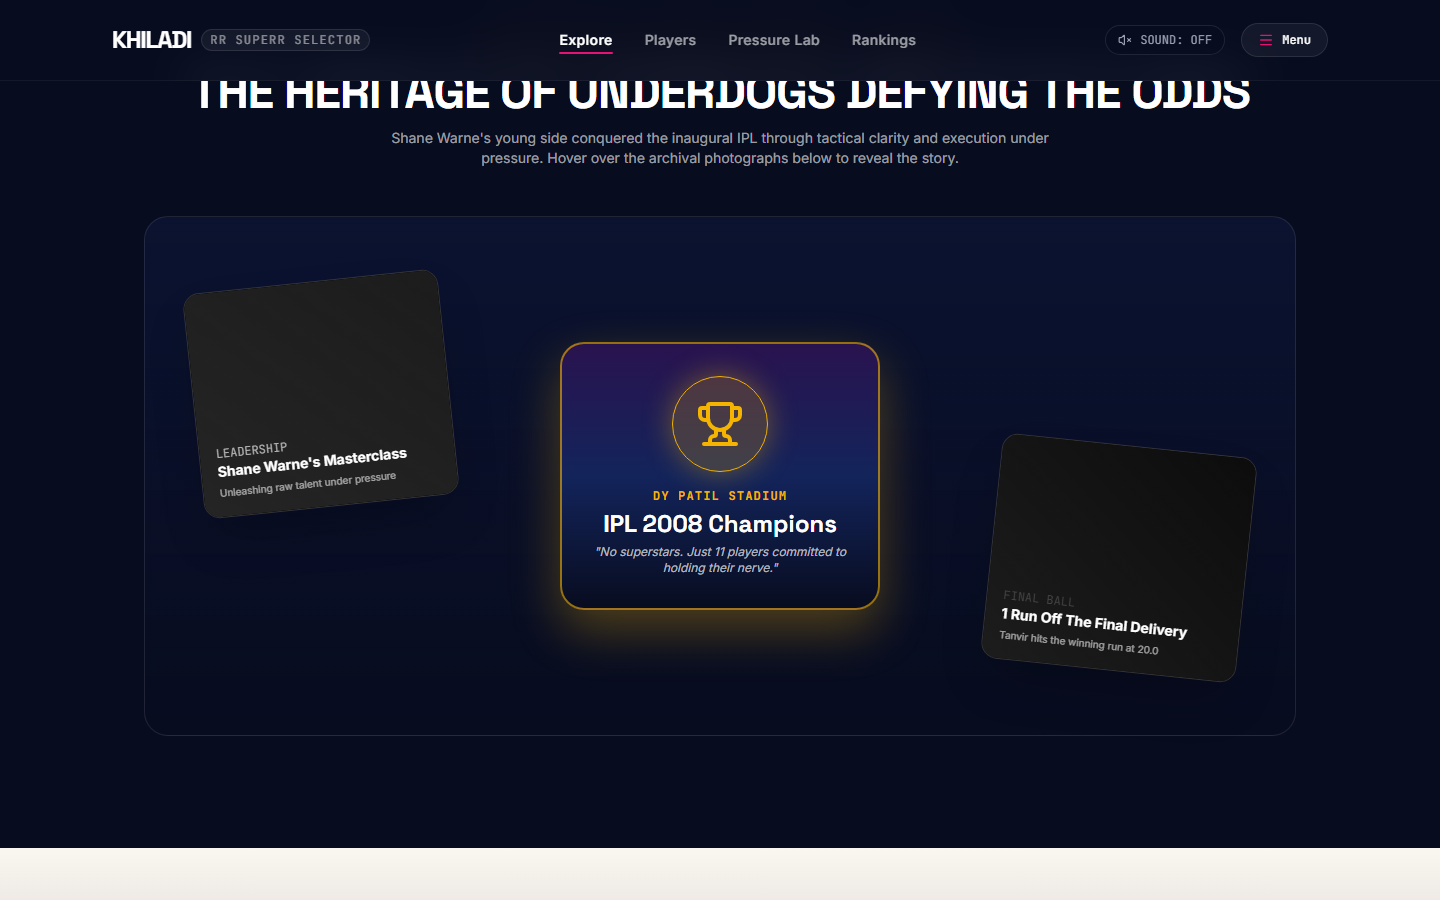 KHILADI RR SUPERR SELECTOR Explore Players Pressure Lab Rankings SOUND: OFF Menu
THE HERITAGE OF UNDERDOGS DEFYING THE ODDS
Shane Warne's young side conquered the inaugural IPL through tactical clarity and execution under
pressure. Hover over the archival photographs below to reveal the story.
LEADERSHIP
Shane Warne's Masterclass
Unleashing raw talent under pressure
DY PATIL STADIUM
IPL 2008 Champions
"No superstars. Just 11 players committed to
holding their nerve."
FINAL BALL
1 Run Off The Final Delivery
Tanvir hits the winning run at 20.0